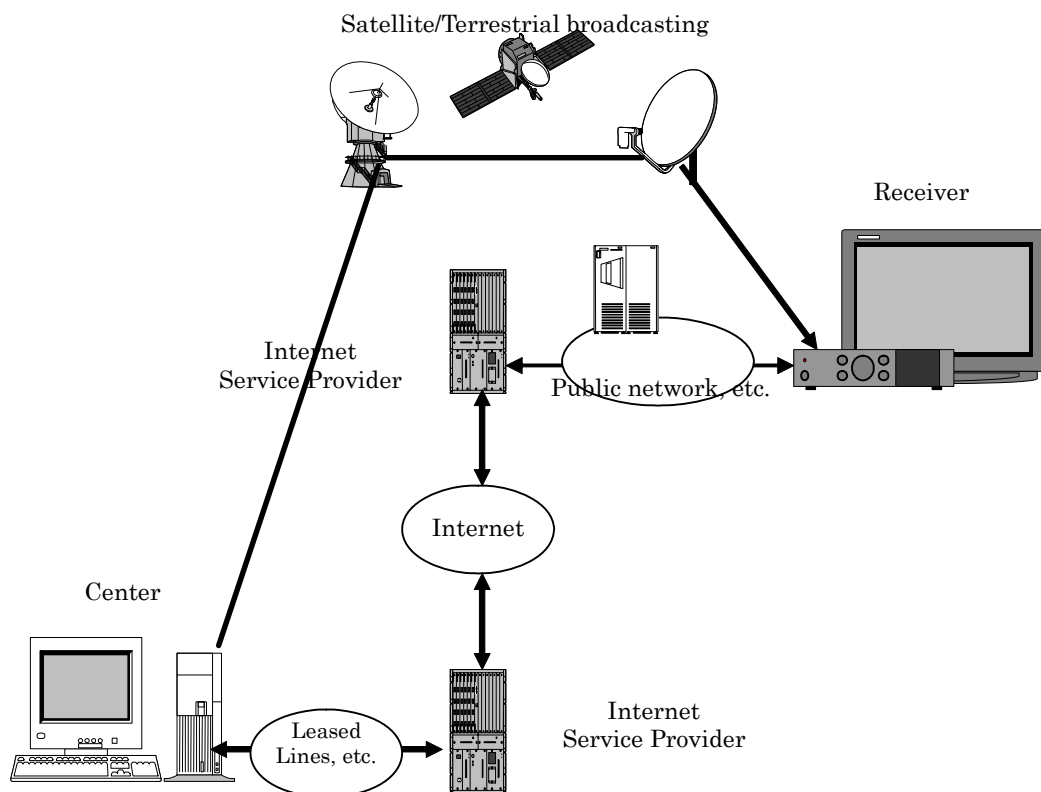 Satellite/Terrestrial broadcasting
Receiver
Internet
Service Provider
Public network, etc.
Internet
Center
Leased
Lines, etc.
Internet
Service Provider